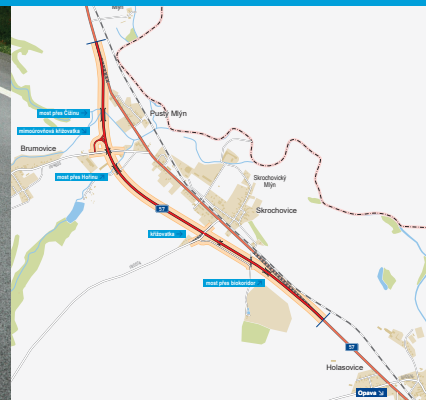 Mlýn
most přes Čižinu
Pustý Mlýn
mimoúrovňová křižovatka
Brumovice
most přes Hořinu
Skrochovický
Mlýn
57
Skrochovice
křižovatka
most přes biokoridor
57
Holasovice
Opava